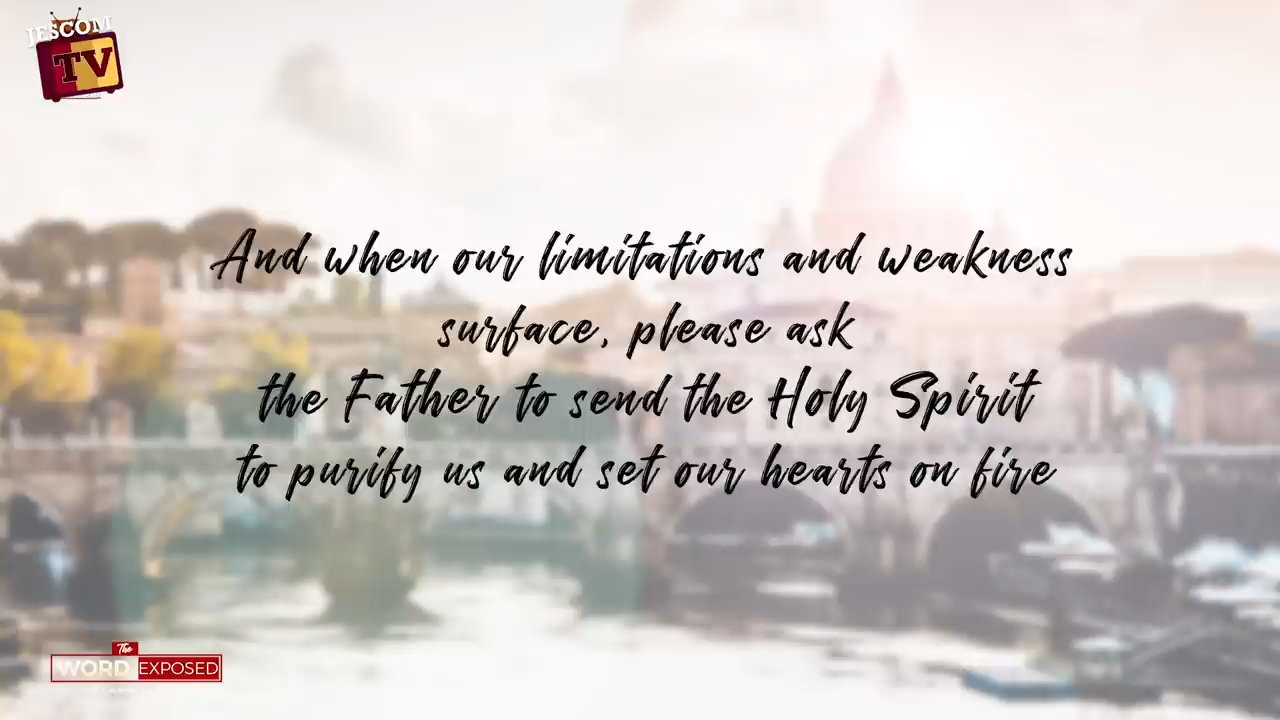 JESCOM
TV
And when our limitations and weakness
surface, please ask
the Father to send the Holy Spirit
to purify us and set our hearts on fire
The
WORD EXPOSED